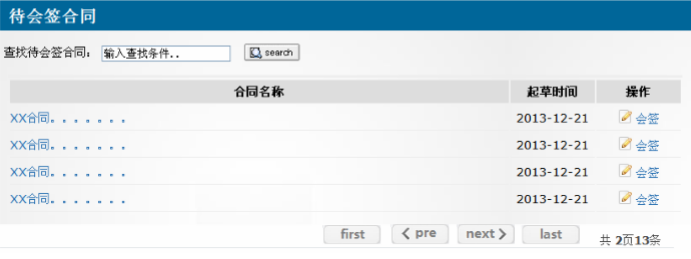 待会签合同
查找待会签合同： 输入查找条件．． search
合同名称 起草时间 操作
XX合同。。。。。。。 2013-12-21 会签
XX合同。。。。。。。 2013-12-21 会签
XX合同。。。。。。。 2013-12-21 会签
XX合同。。。。。。。 2013-12-21 会签
first pre next last 共 2页13条